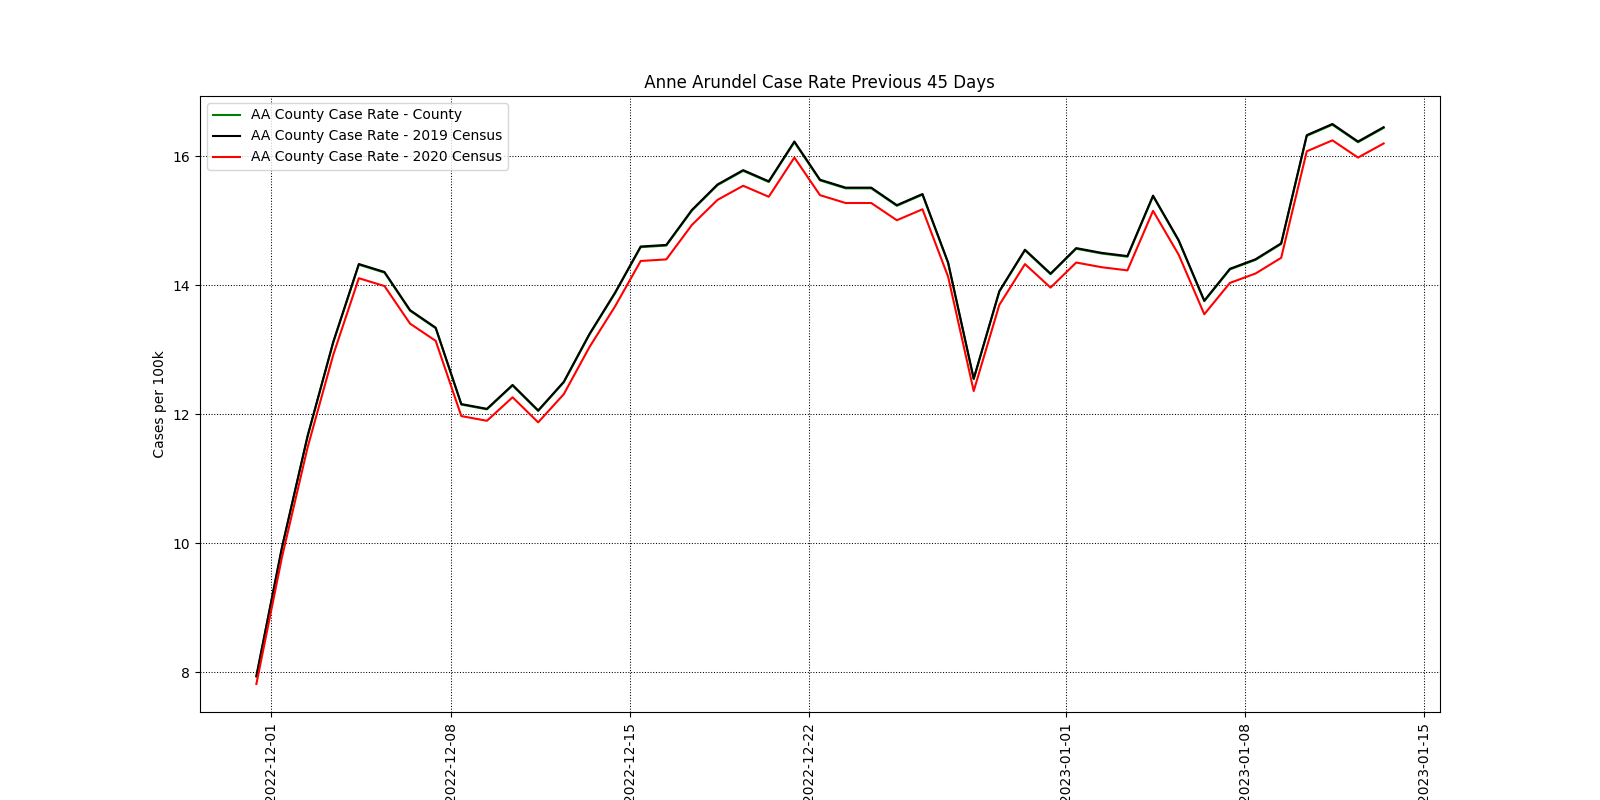 Anne Arundel Case Rate Previous 45 Days
AA County Case Rate - County
AA County Case Rate - 2019 Census
AA County Case Rate - 2020 Census
Cases per 100k
16
14
12
10
8
2022-12-01
2022-12-08
2022-12-15
2022-12-22
2023-01-01
2023-01-08
2023-01-15